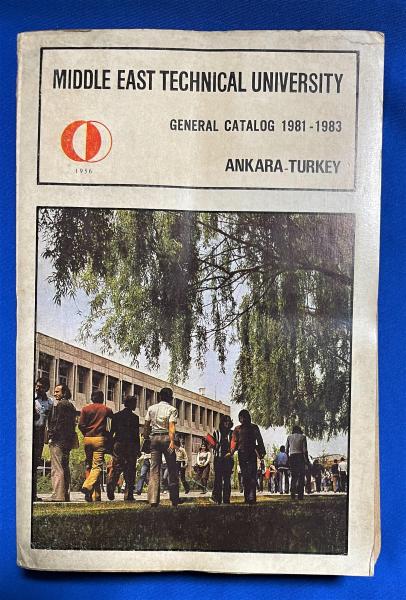 MIDDLE EAST TECHNICAL UNIVERSITY
GENERAL CATALOG 1981-1983
1956
ANKARA-TURKEY